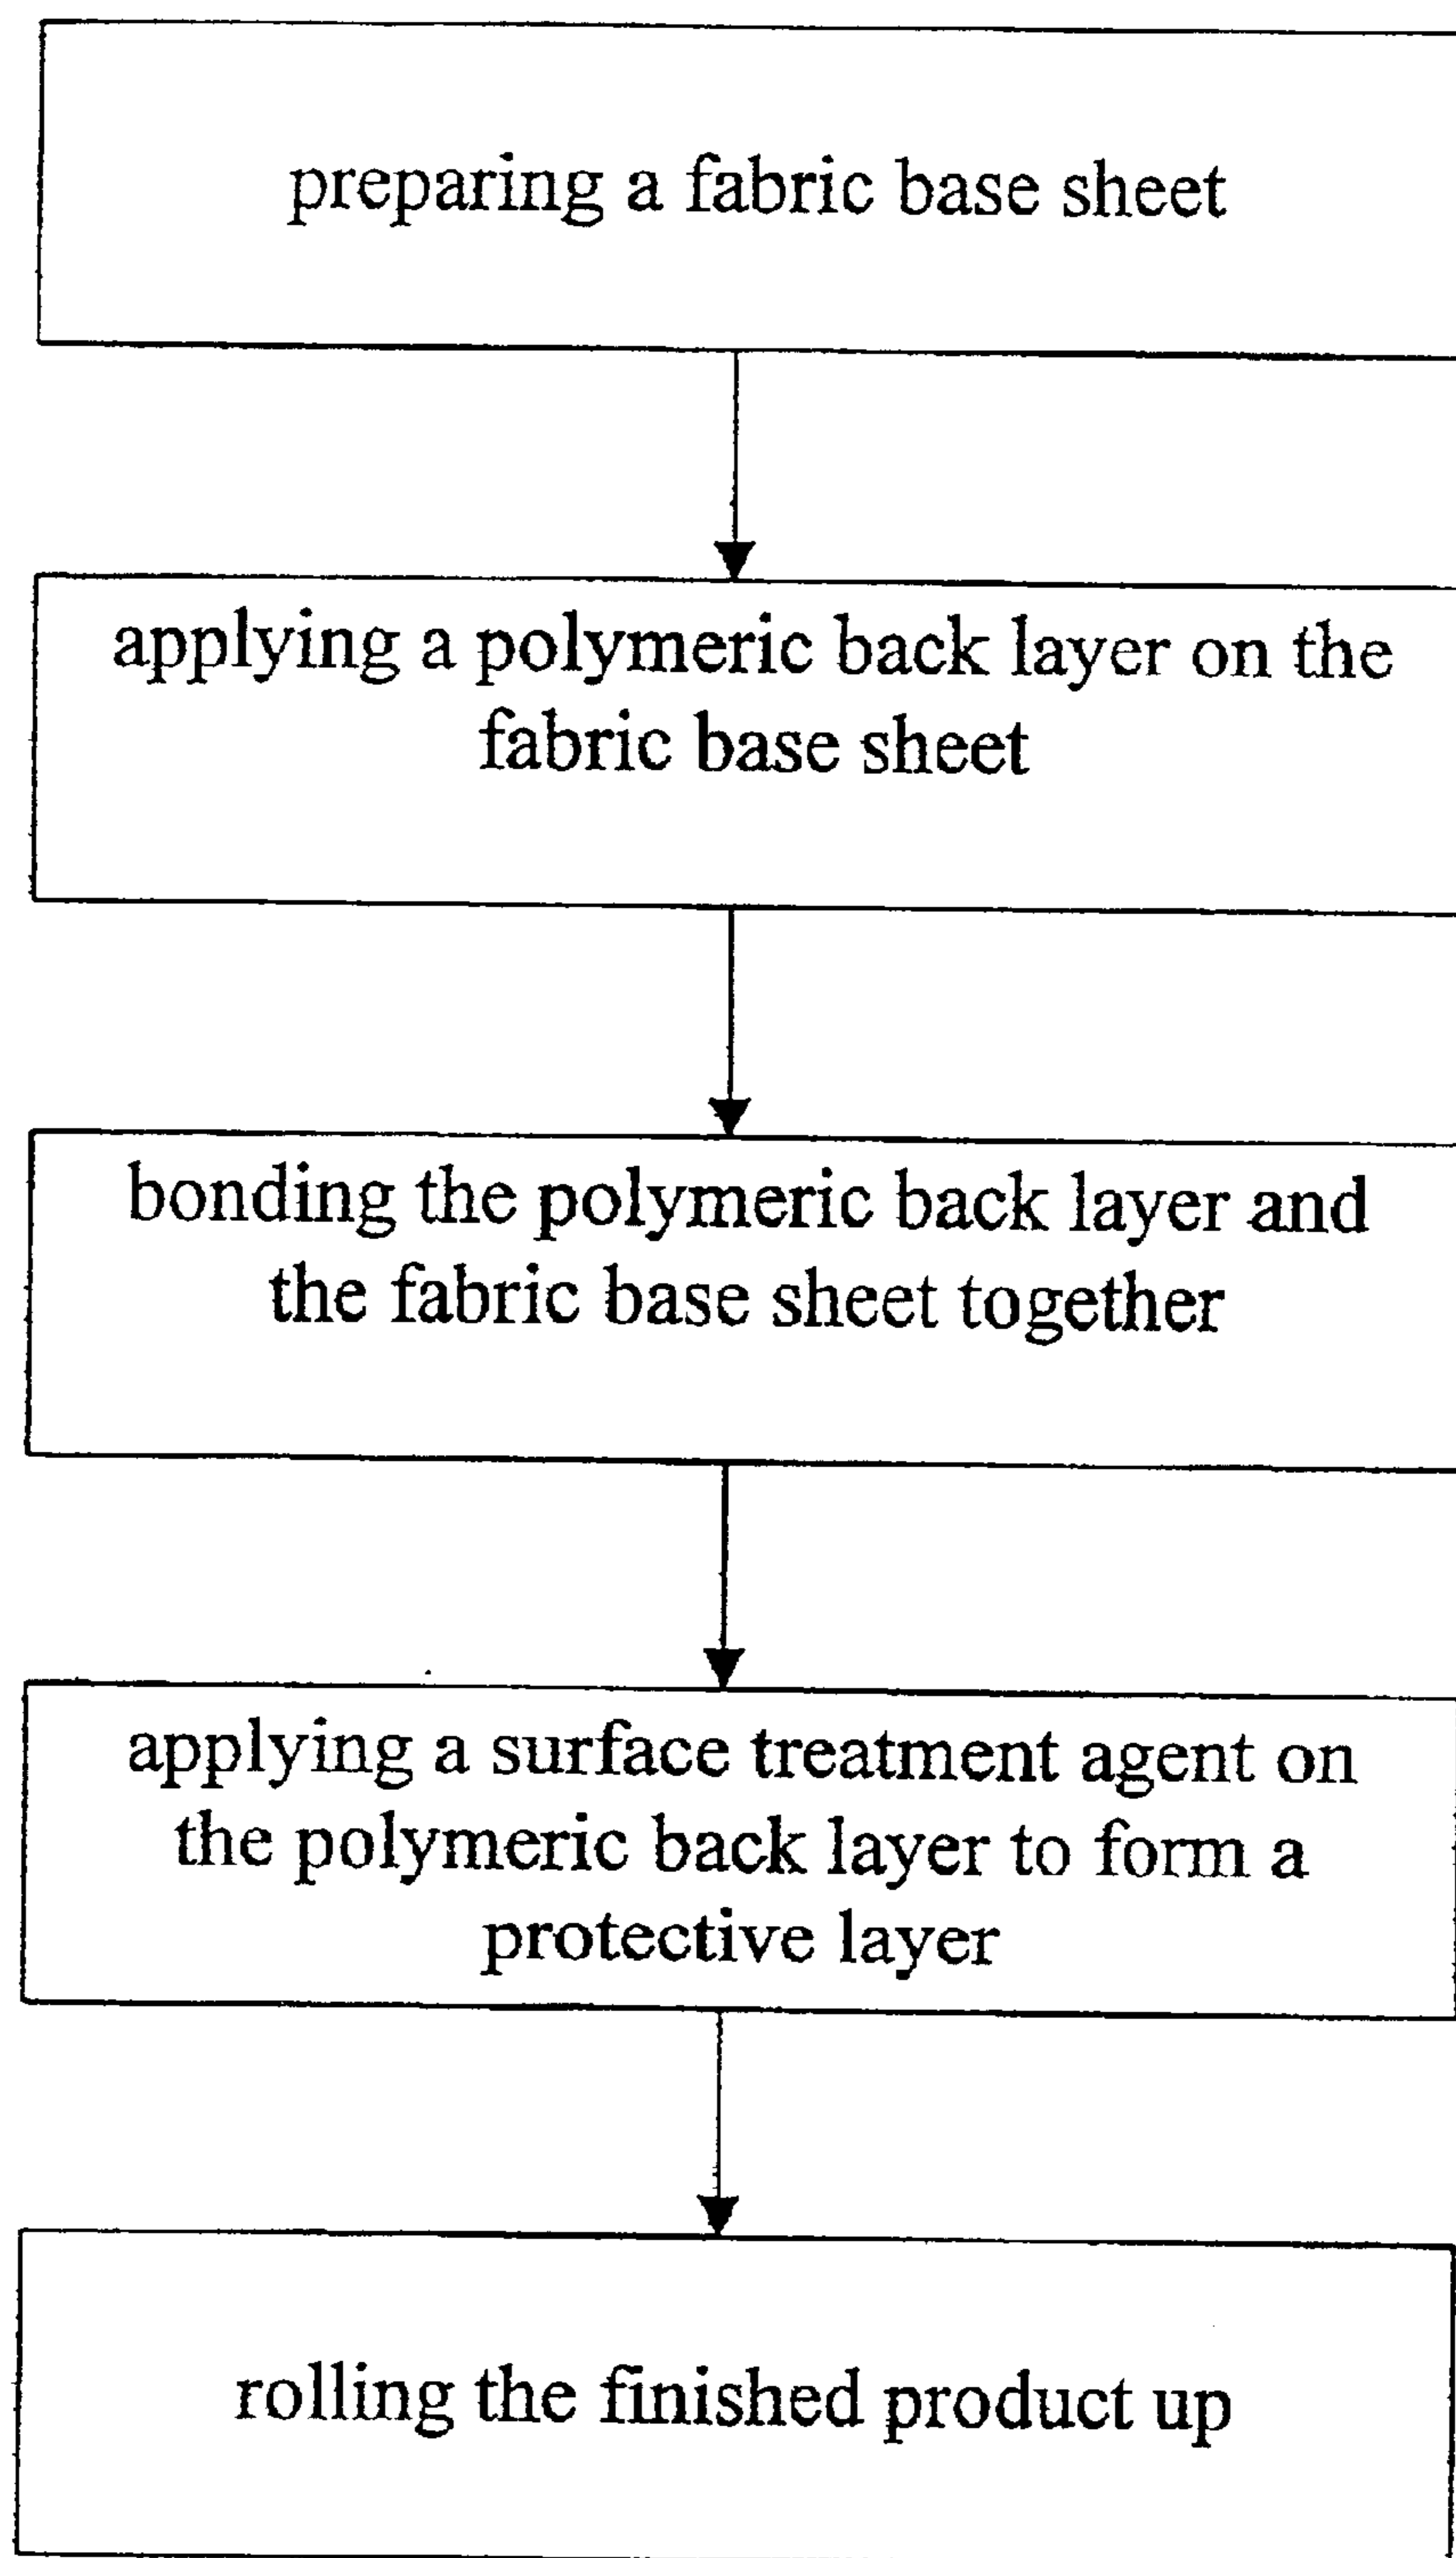 preparing a fabric base sheet
applying a polymeric back layer on the
fabric base sheet
bonding the polymeric back layer and
the fabric base sheet together
applying a surface treatment agent on
the polymeric back layer to form a
protective layer
rolling the finished product up